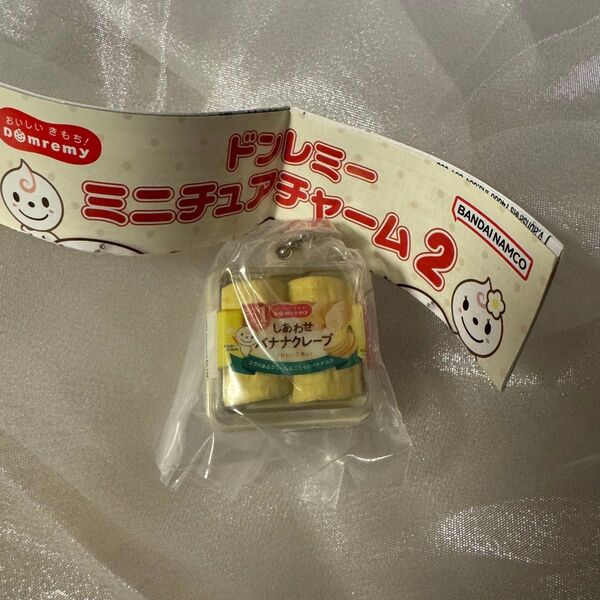 おいしい きもち!
Domremy
ドンレミー
ミニチュアチャーム2
BANDAI NAMCO
Domremy
しあわせ
バナナクレープ